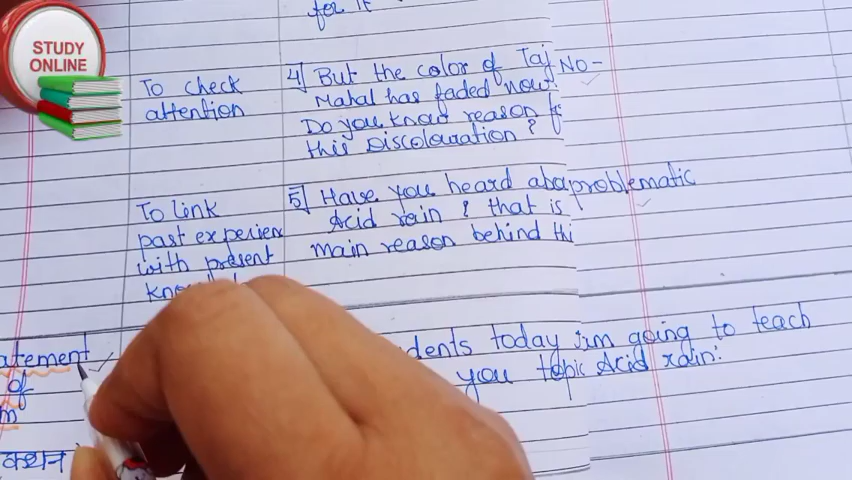 STUDY
ONLINE
for it
To check
attention
4] But the color of Taj
Mahal has faded now.
Do you know reason
this Discolouration ?
NO-
To link
past experien
with present
5] Have you heard abo
Acid rain ? that is
main reason behind thi
problematic
atement
of
m
कथन
dents today i'm going to teach
you topic Acid rain.